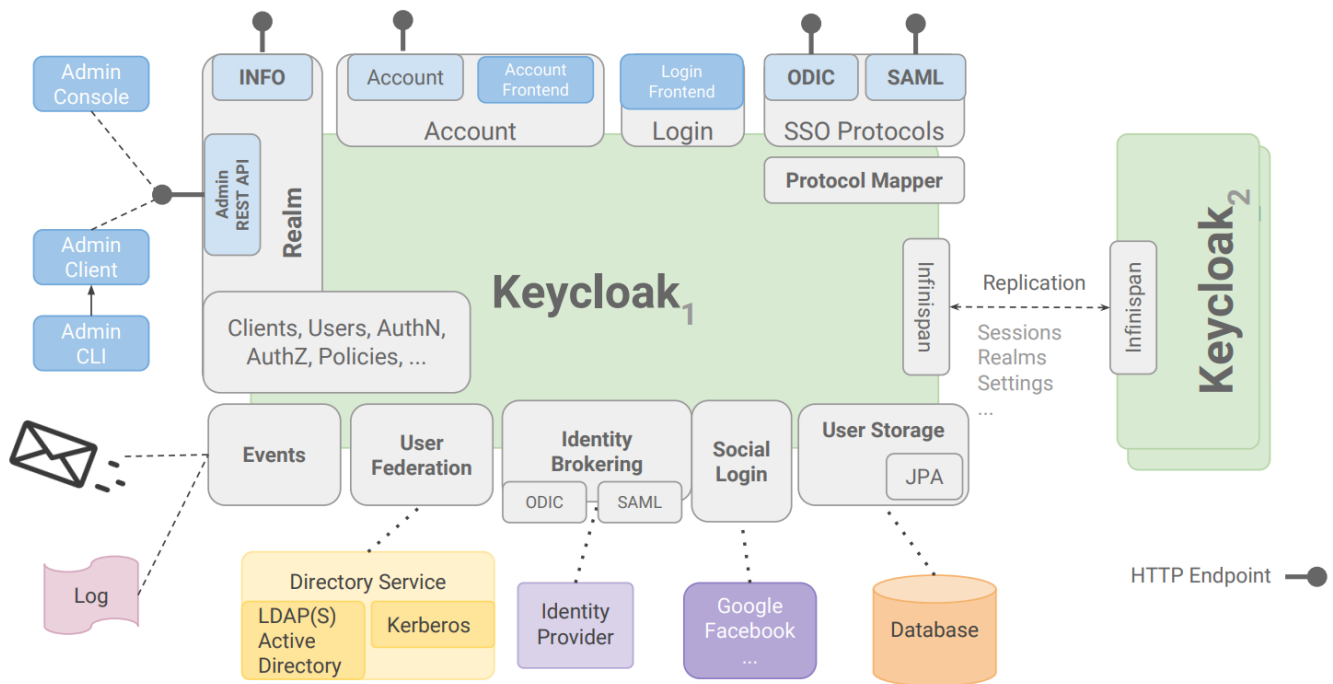 Admin
Console
INFO
Account
Account
Frontend
Account
Login
Frontend
Login
ODIC
SAML
SSO Protocols
Protocol Mapper
Admin
REST API
Realm
Admin
Client
Admin
CLI
Keycloak1
Clients, Users, AuthN,
AuthZ, Policies, ...
Infinispan
Replication
Sessions
Realms
Settings
...
Infinispan
Keycloak2
Events
User
Federation
Identity
Brokering
ODIC
SAML
Social
Login
User Storage
JPA
Log
Directory Service
LDAP(S)
Active
Directory
Kerberos
Identity
Provider
Google
Facebook
...
Database
HTTP Endpoint